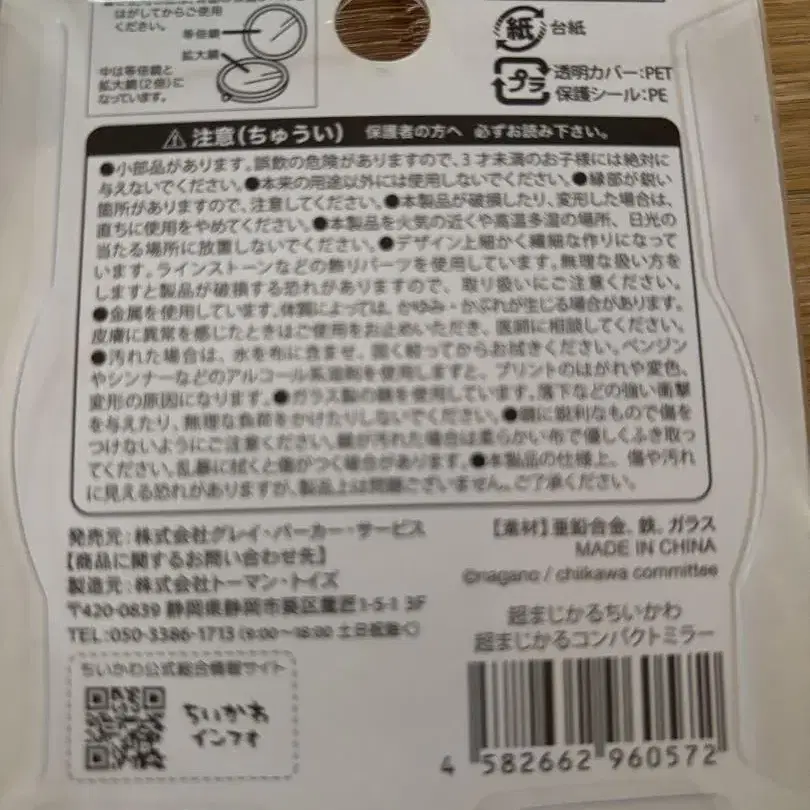 はがしてからご使用
ください。
等倍鏡
拡大鏡
中は等倍鏡と
拡大鏡(2倍)に
なっています。
紙 台紙
プラ 透明カバー:PET
保護シール:PE
⚠注意(ちゅうい) 保護者の方へ 必ずお読み下さい。
●小部品があります。誤飲の危険がありますので、3才未満のお子様には絶対に
与えないでください。●本来の用途以外には使用しないでください。●縁部が鋭い
箇所がありますので、注意してください。●本製品が破損したり、変形した場合は、
直ちに使用をやめてください。●本製品を火気の近くや高温多湿の場所、日光の
当たる場所に放置しないでください。●デザイン上細かく繊細な作りになって
います。ラインストーンなどの飾りパーツを使用しています。無理な扱い方を
しますと製品が破損する恐れがありますので、取り扱いにご注意ください。
●金属を使用しています。体質によっては、かゆみ・かぶれが生じる場合があります。
皮膚に異常を感じたときはご使用をお止めいただき、医師に相談してください。
●汚れた場合は、水を布に含ませ、固く絞ってからお拭きください。ベンジン
やシンナーなどのアルコール系溶剤を使用しますと、プリントのはがれや変色、
変形の原因になります。●ガラス製の鏡を使用しています。落下などの強い衝撃
を与えたり、無理な負荷をかけたりしないでください。●鏡に鋭利なもので傷を
つけないようにご注意ください。鏡が汚れた場合は柔らかい布で優しくふき取っ
てください。乱暴に拭くと傷がつく場合があります。●本製品の仕様上、傷や汚れ
に見える恐れがありますが、製品上は問題ございません。ご了承ください。
発売元:株式会社グレイ・パーカー・サービス
【商品に関するお問い合わせ先】
製造元:株式会社トーマン・トイズ
〒420-0839 静岡県静岡市葵区鷹匠1-5-1 3F
TEL:050-3386-1713(9:00〜18:00 土日祝除く)
【素材】亜鉛合金、鉄、ガラス
MADE IN CHINA
©nagano / chiikawa committee
超まじかるちいかわ
超まじかるコンパクトミラー
ちいかわ公式総合情報サイト
ちいかわ
インフォ
4 582662 960572